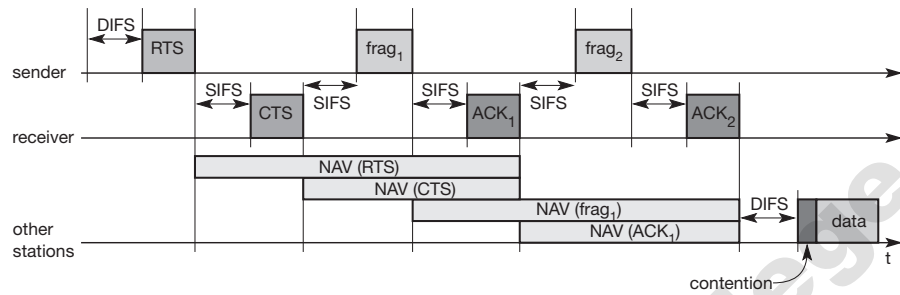 DIFS
RTS
frag1
frag2
sender
SIFS
SIFS
SIFS
SIFS
SIFS
CTS
ACK1
ACK2
receiver
NAV (RTS)
NAV (CTS)
NAV (frag1)
NAV (ACK1)
DIFS
data
other
stations
t
contention
ege